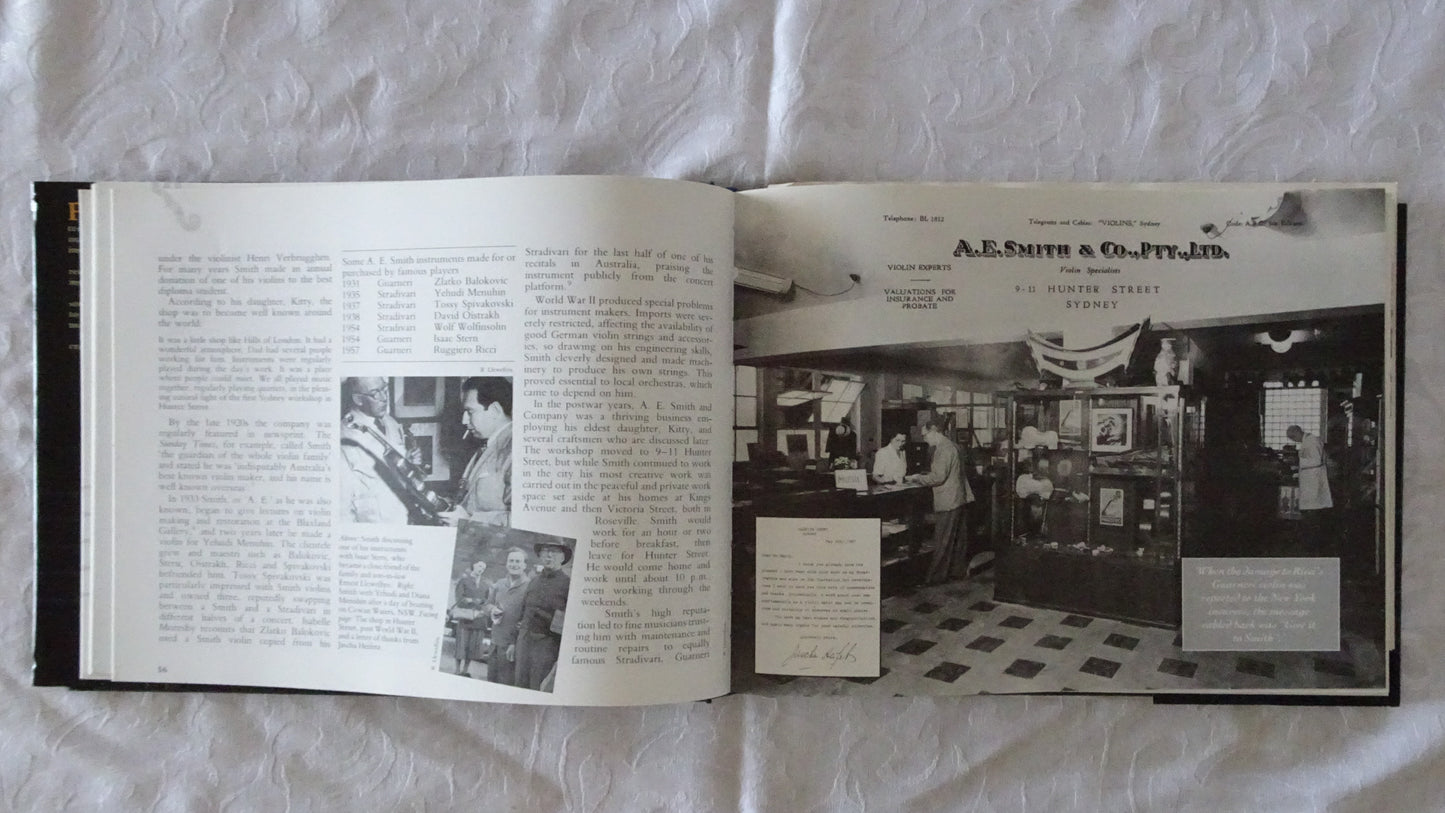 under the violinist Henri Verbrugghen.
For many years Smith made an annual
donation of one of his violins to the best
diploma student.
According to his daughter, Kitty, the
shop was to become well known around
the world:
It was a little shop like Hills of London. It had a
wonderful atmosphere. Dad had several people
working for him. Instruments were regularly
played during the day's work. It was a place
where people could meet. We all played music
together, regularly playing quartets, in the pleas-
ing natural light of the first Sydney workshop in
Hunter Street.
By the late 1920s the company was
regularly featured in newsprint. The
Sunday Times, for example, called Smith
'the guardian of the whole violin family'
and stated he was 'indisputably Australia's
best known violin maker, and his name is
well known overseas'.
In 1933 Smith, or 'A. E.' as he was also
known, began to give lectures on violin
making and restoration at the Blaxland
Gallery, and two years later he made a
violin for Yehudi Menuhin. The clientele
grew and maestri such as Balokovic,
Stern, Oistrakh, Ricci and Spivakovski
befriended him. Tossy Spivakovski was
particularly impressed with Smith violins
and owned three, reportedly swapping
between a Smith and a Stradivari in
different halves of a concert. Isabelle
recounts that Zlatko Balokovic
used a Smith violin copied from his
56
Some A. E. Smith instruments made for or
purchased by famous players
1931 Guarneri Zlatko Balokovic
1935 Stradivari Yehudi Menuhin
1937 Stradivari Tossy Spivakovski
1938 Stradivari David Oistrakh
1954 Stradivari Wolf Wolfinsohn
1954 Guarneri Isaac Stern
1957 Guarneri Ruggiero Ricci
R. Llewellyn
Above: Smith discussing
one of his instruments
with Isaac Stern, who
became a close friend of the
family and son-in-law
Ernest Llewellyn. Right:
Smith with Yehudi and Diana
Menuhin after a day of boating
on Cowan Waters, NSW. Facing
page: The shop in Hunter
Street, post World War II,
and a letter of thanks from
Jascha Heifetz
R. Llewellyn
Stradivari for the last half of one of his
recitals in Australia, praising the
instrument publicly from the concert
platform.9
World War II produced special problems
for instrument makers. Imports were sev-
erely restricted, affecting the availability of
good German violin strings and accessor-
ies, so drawing on his engineering skills,
Smith cleverly designed and made mach-
inery to produce his own strings. This
proved essential to local orchestras, which
came to depend on him.
In the postwar years, A. E. Smith and
Company was a thriving business em-
ploying his eldest daughter, Kitty, and
several craftsmen who are discussed later.
The workshop moved to 9–11 Hunter
Street, but while Smith continued to work
in the city his most creative work was
carried out in the peaceful and private work
space set aside at his homes at Kings
Avenue and then Victoria Street, both in
Roseville. Smith would
work for an hour or two
before breakfast, then
leave for Hunter Street.
He would come home and
work until about 10 p.m.,
even working through the
weekends.
Smith's high reputa-
tion led to fine musicians trust-
ing him with maintenance and
routine repairs to equally
famous Stradivari, Guarneri
Telephone: BL 1812
Telegrams and Cables: "VIOLINS," Sydney
A.E. SMITH & CO., PTY., LTD.
VIOLIN EXPERTS
VALUATIONS FOR
INSURANCE AND
PROBATE
Violin Specialists
9-11 HUNTER STREET
SYDNEY
When the damage to Ricci's
Guarneri violin was
reported to the New York
insurers, the message
cabled back was 'Give it
to Smith'.